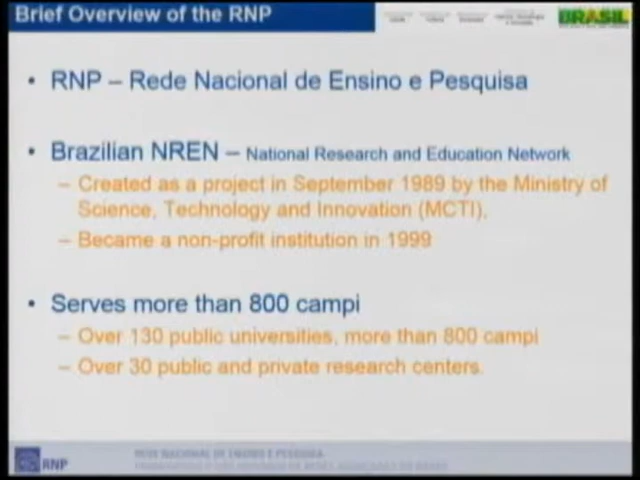 Brief Overview of the RNP
BRASIL
• RNP – Rede Nacional de Ensino e Pesquisa
• Brazilian NREN – National Research and Education Network
– Created as a project in September 1989 by the Ministry of
Science, Technology and Innovation (MCTI),
– Became a non-profit institution in 1999
• Serves more than 800 campi
– Over 130 public universities, more than 800 campi
– Over 30 public and private research centers.
RNP
REDE NACIONAL DE ENSINO E PESQUISA